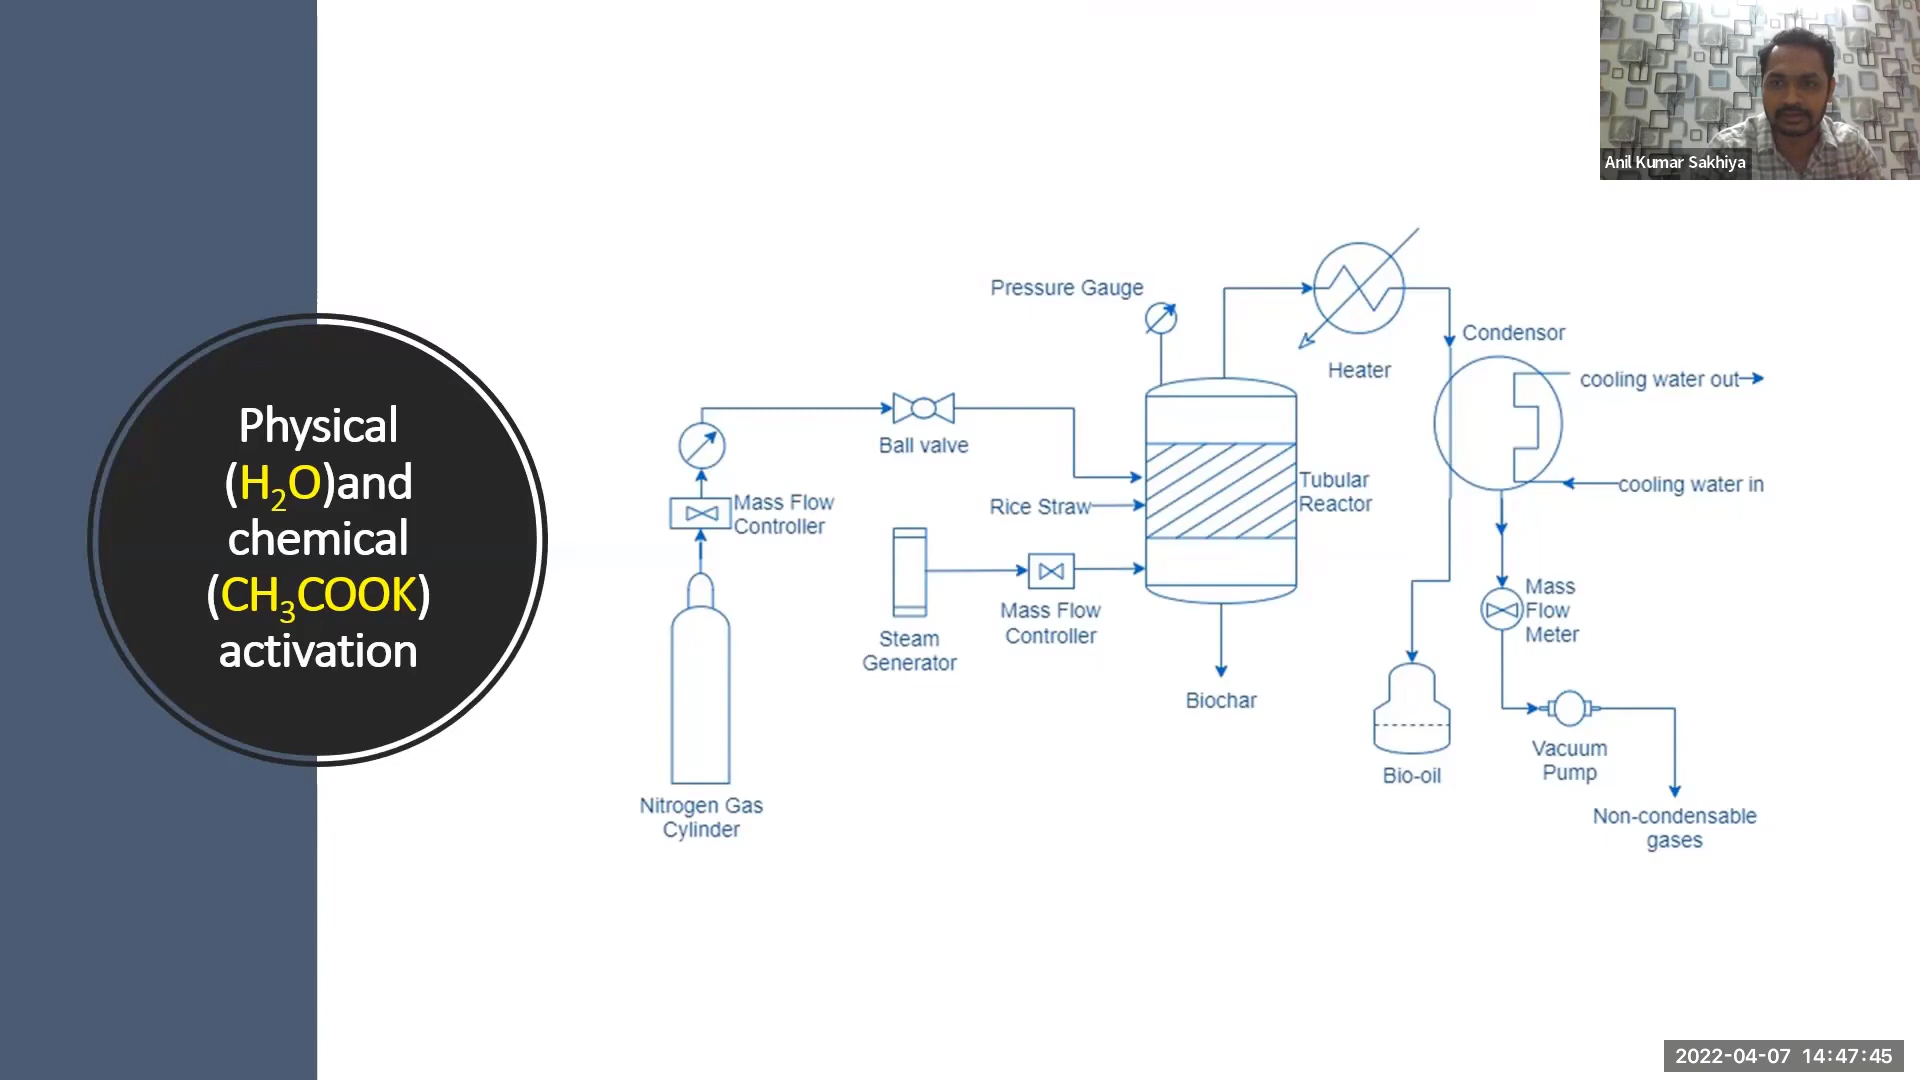 Physical
(H₂O)and
chemical
(CH₃COOK)
activation
Pressure Gauge
Heater
Condensor
cooling water out
cooling water in
Ball valve
Mass Flow
Controller
Rice Straw
Tubular
Reactor
Steam
Generator
Mass Flow
Controller
Biochar
Mass
Flow
Meter
Bio-oil
Vacuum
Pump
Nitrogen Gas
Cylinder
Non-condensable
gases
Anil Kumar Sakhiya
2022-04-07 14:47:45